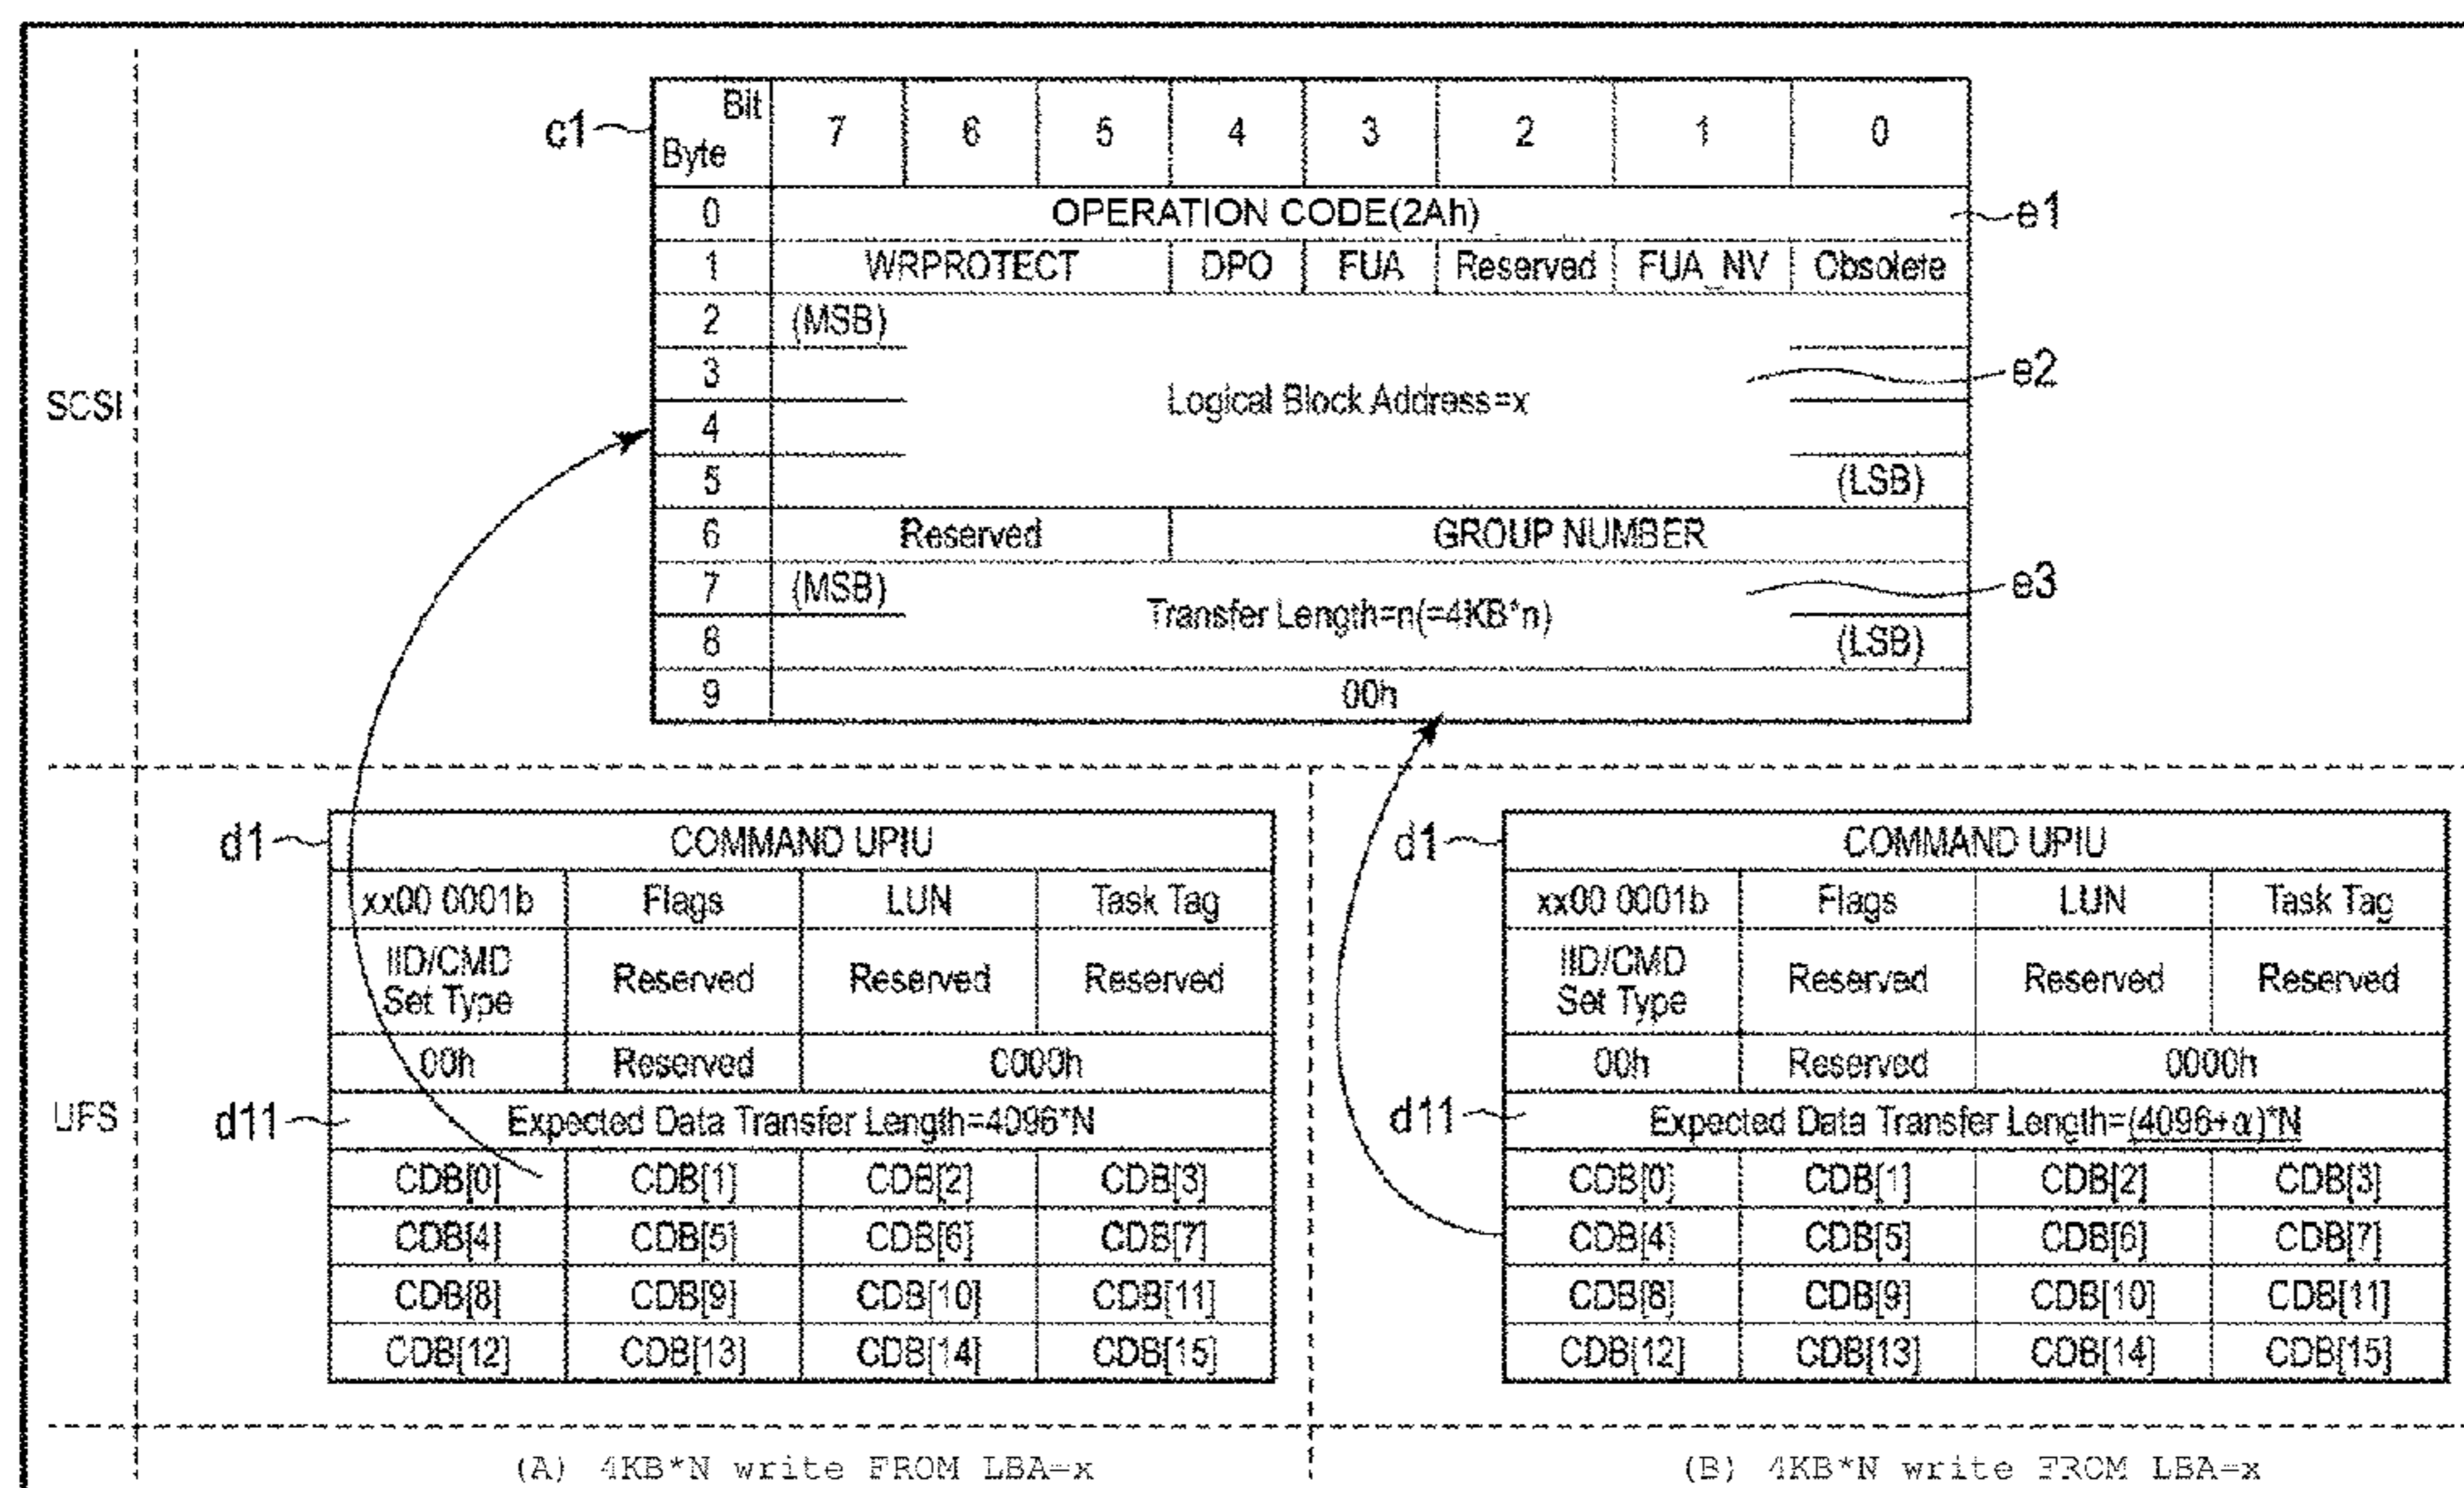 c1
Bit
Byte 7 6 5 4 3 2 1 0
0 OPERATION CODE(2Ah) e1
1 WRPROTECT DPO FUA Reserved FUA_NV Obsolete
2 (MSB)
3 e2
SCSI Logical Block Address=x
4
5 (LSB)
6 Reserved GROUP NUMBER
7 (MSB) e3
Transfer Length=n(=4KB*n)
8 (LSB)
9 00h
UFS
d1 COMMAND UPIU
xx00 0001b Flags LUN Task Tag
IID/CMD
Set Type Reserved Reserved Reserved
00h Reserved 0000h
d11 Expected Data Transfer Length=4096*N
CDB[0] CDB[1] CDB[2] CDB[3]
CDB[4] CDB[5] CDB[6] CDB[7]
CDB[8] CDB[9] CDB[10] CDB[11]
CDB[12] CDB[13] CDB[14] CDB[15]
(A) 4KB*N write FROM LBA=x
d1 COMMAND UPIU
xx00 0001b Flags LUN Task Tag
IID/CMD
Set Type Reserved Reserved Reserved
00h Reserved 0000h
d11 Expected Data Transfer Length=(4096+α)*N
CDB[0] CDB[1] CDB[2] CDB[3]
CDB[4] CDB[5] CDB[6] CDB[7]
CDB[8] CDB[9] CDB[10] CDB[11]
CDB[12] CDB[13] CDB[14] CDB[15]
(B) 4KB*N write FROM LBA=x